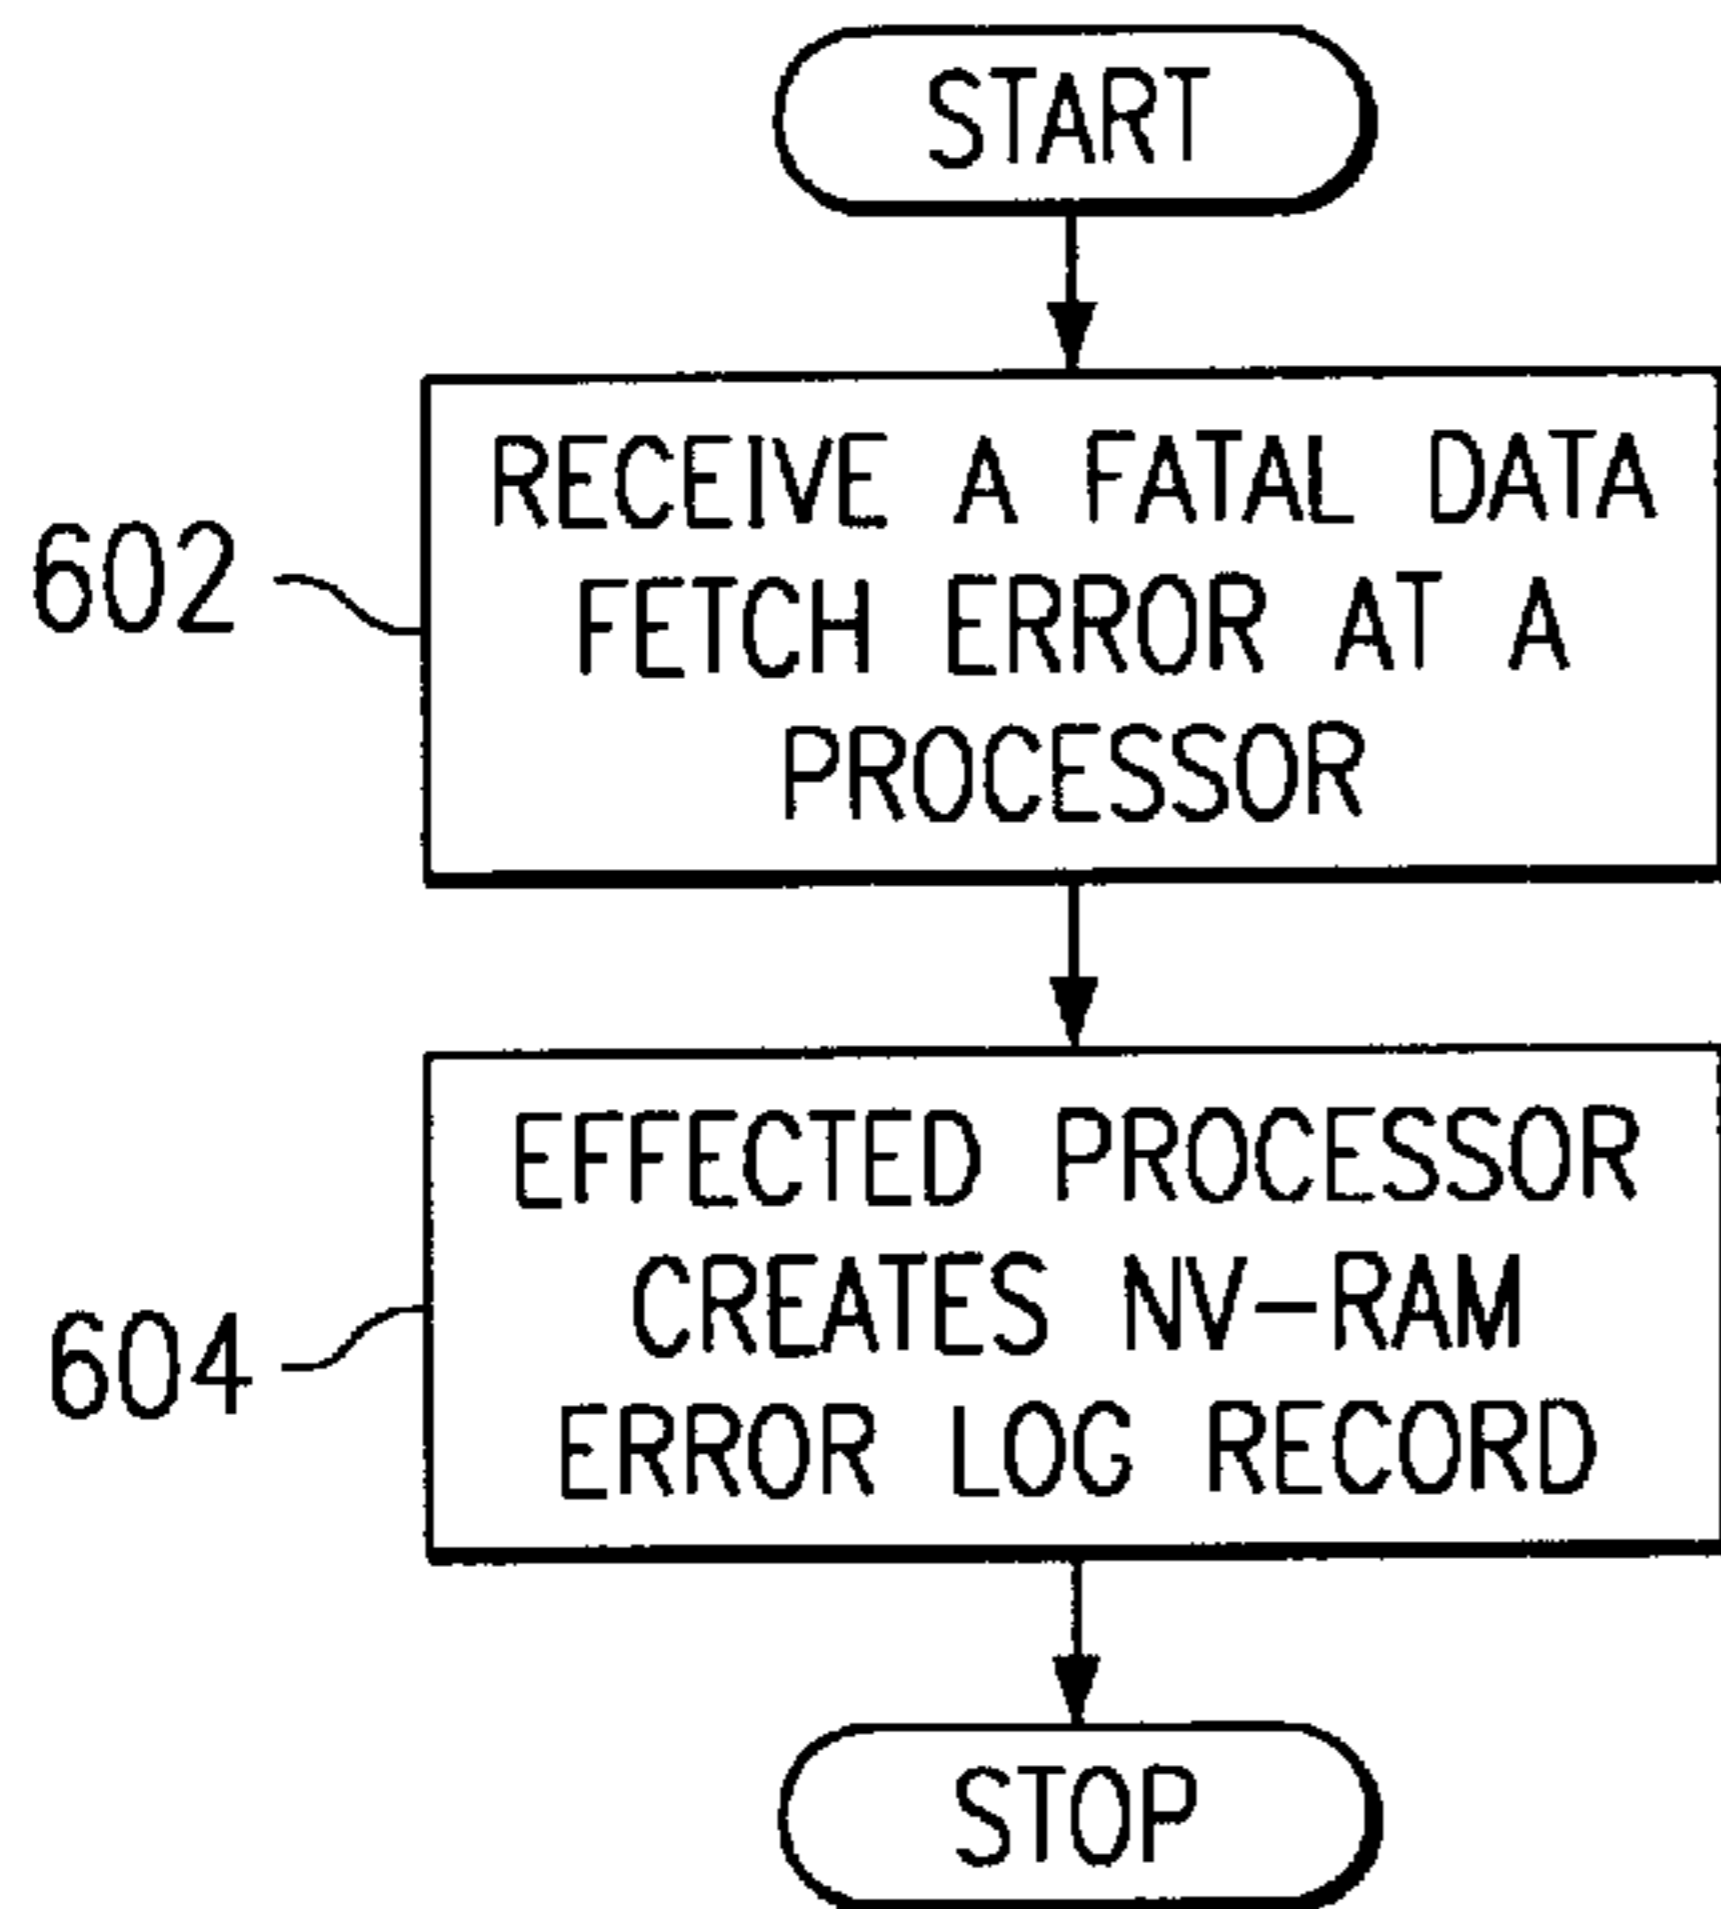 START
RECEIVE A FATAL DATA
FETCH ERROR AT A
PROCESSOR
602
EFFECTED PROCESSOR
CREATES NV-RAM
ERROR LOG RECORD
604
STOP